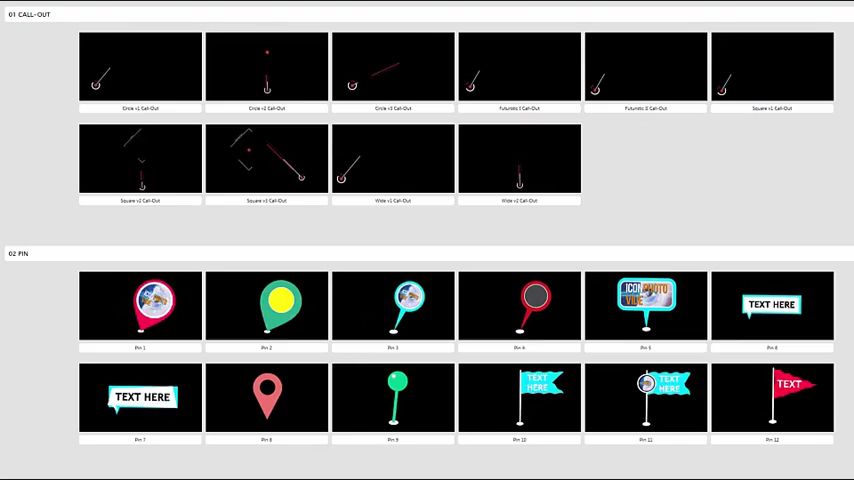 01 CALL-OUT
Circle v1 Call-Out
Circle v2 Call-Out
Circle v3 Call-Out
Futuristic I Call-Out
Futuristic II Call-Out
Square v1 Call-Out
Square v2 Call-Out
Square v3 Call-Out
Wide v1 Call-Out
Wide v2 Call-Out
02 PIN
ICON PHOTO
VIDE
TEXT HERE
Pin 1
Pin 2
Pin 3
Pin 4
Pin 5
Pin 6
TEXT HERE
TEXT
HERE
TEXT
HERE
TEXT
Pin 7
Pin 8
Pin 9
Pin 10
Pin 11
Pin 12